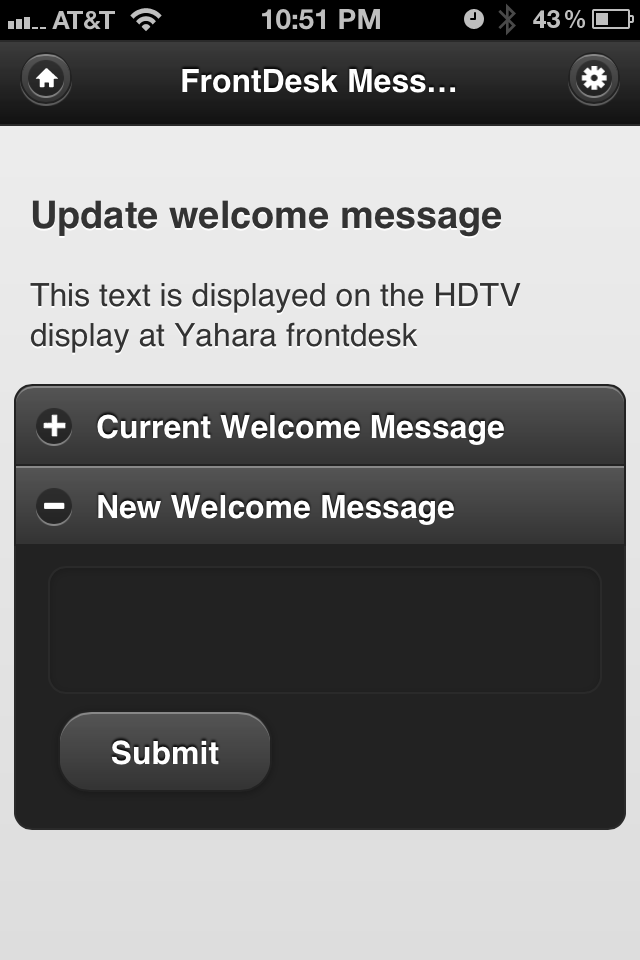 AT&T 10:51 PM 43%
FrontDesk Mess...
Update welcome message
This text is displayed on the HDTV
display at Yahara frontdesk
Current Welcome Message
New Welcome Message
Submit